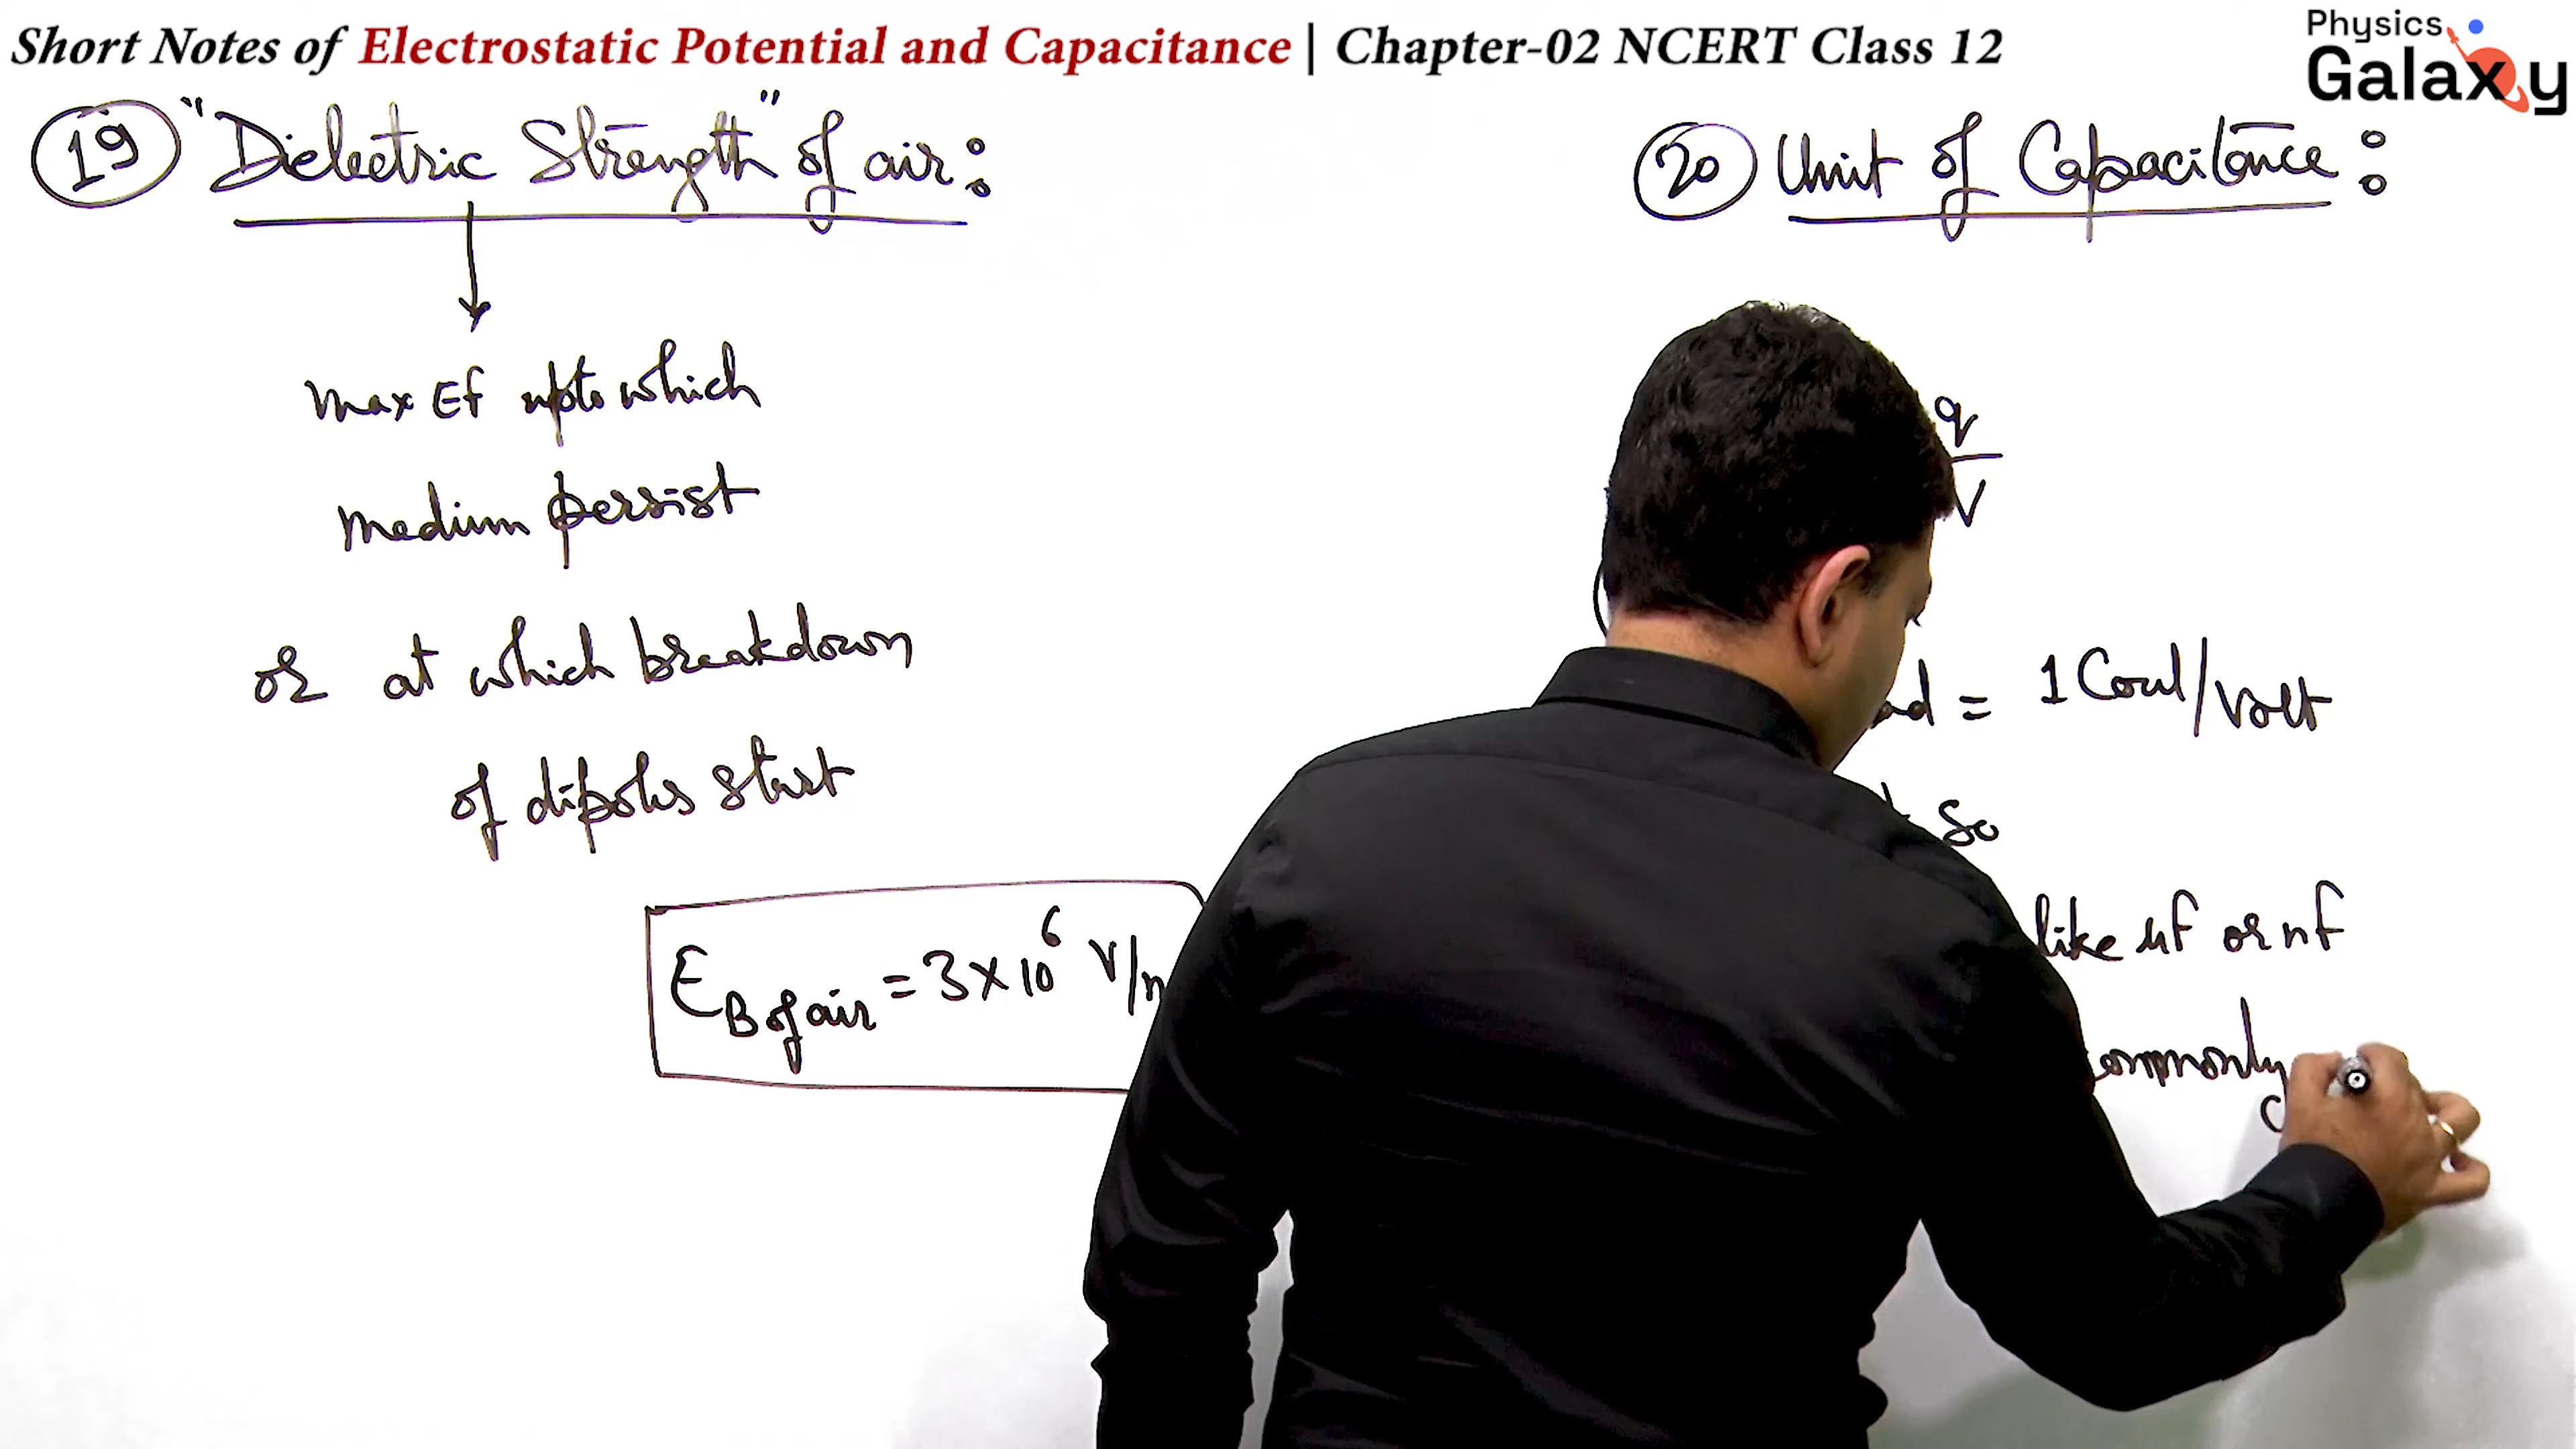 Short Notes of Electrostatic Potential and Capacitance | Chapter-02 NCERT Class 12
Physics
Galaxy
19 "Dielectric Strength" of air:
max Ef upto which
medium persist
or at which breakdown
of dipoles start
E B of air = 3 × 10^6 V/m
20 Unit of Capacitance:
q
V
= 1 Coul/Volt
So
like μf or nf